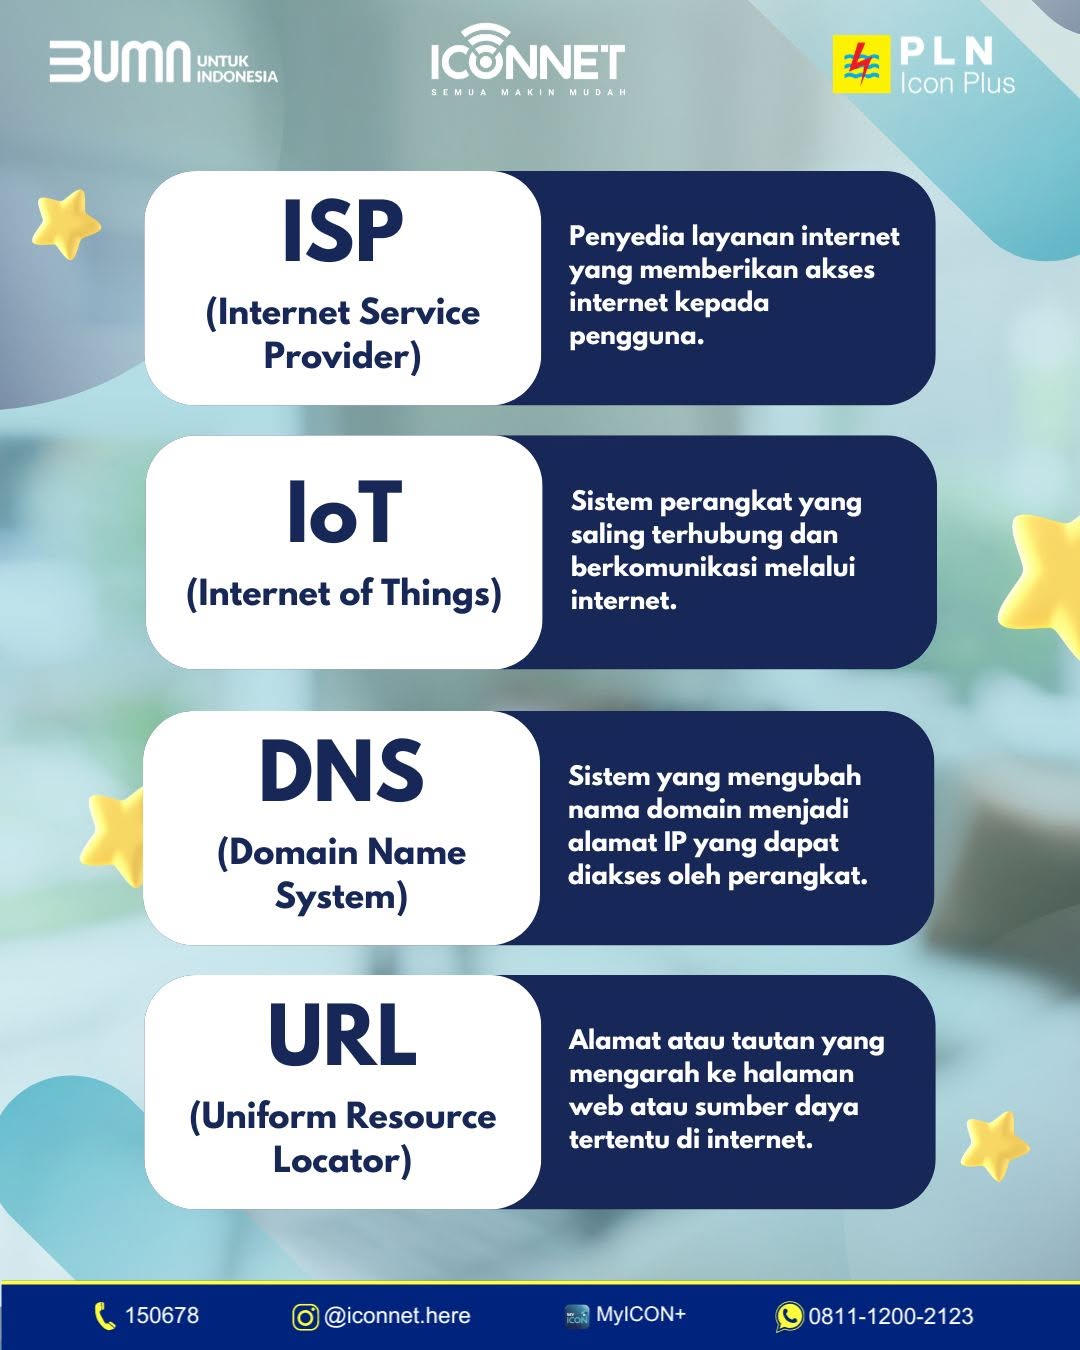 BUMN UNTUK INDONESIA
ICONNET
SEMUA MAKIN MUDAH
PLN
Icon Plus
ISP
(Internet Service
Provider)
Penyedia layanan internet
yang memberikan akses
internet kepada
pengguna.
IoT
(Internet of Things)
Sistem perangkat yang
saling terhubung dan
berkomunikasi melalui
internet.
DNS
(Domain Name
System)
Sistem yang mengubah
nama domain menjadi
alamat IP yang dapat
diakses oleh perangkat.
URL
(Uniform Resource
Locator)
Alamat atau tautan yang
mengarah ke halaman
web atau sumber daya
tertentu di internet.
150678
@iconnet.here
MY ICON
MyICON+
0811-1200-2123